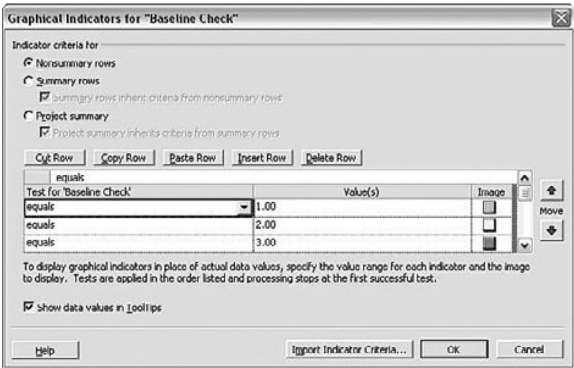 Graphical Indicators for "Baseline Check"
Indicator criteria for
Nonsummary rows
Summary rows
Summary rows inherit criteria from nonsummary rows
Project summary
Project summary inherits criteria from summary rows
Cut Row Copy Row Paste Row Insert Row Delete Row
equals
Test for 'Baseline Check' Value(s) Image
equals 1.00
Move
equals 2.00
equals 3.00
To display graphical indicators in place of actual data values, specify the value range for each indicator and the image
to display. Tests are applied in the order listed and processing stops at the first successful test.
Show data values in ToolTips
Help Import Indicator Criteria... OK Cancel